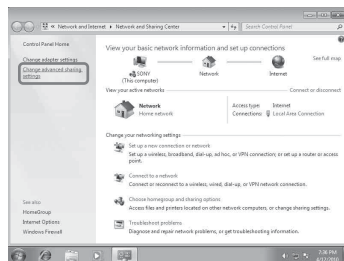 « Network and Internet ▸ Network and Sharing Center
Search Control Panel
Control Panel Home
Change adapter settings
Change advanced sharing
settings
View your basic network information and set up connections
See full map
SONY
(This computer)
Network
Internet
View your active networks
Connect or disconnect
Network
Home network
Access type: Internet
Connections: Local Area Connection
Change your networking settings
Set up a new connection or network
Set up a wireless, broadband, dial-up, ad hoc, or VPN connection; or set up a router or access
point.
Connect to a network
Connect or reconnect to a wireless, wired, dial-up, or VPN network connection.
Choose homegroup and sharing options
Access files and printers located on other network computers, or change sharing settings.
Troubleshoot problems
Diagnose and repair network problems, or get troubleshooting information.
See also
HomeGroup
Internet Options
Windows Firewall
2:36 PM